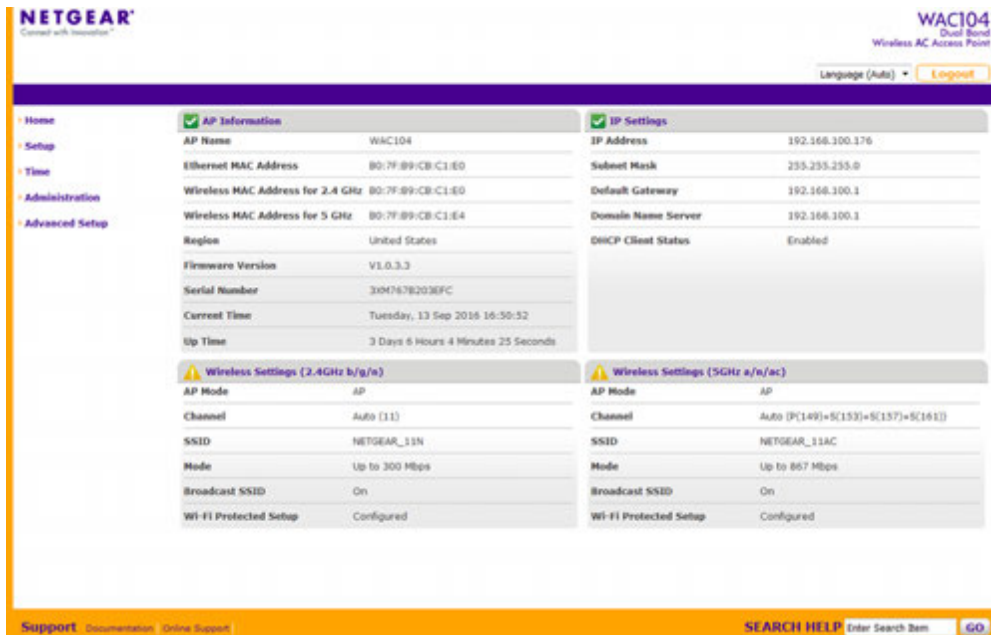 NETGEAR®
Connect with Innovation™
WAC104
Dual Band
Wireless AC Access Point
Language (Auto)
Logout
Home
Setup
Time
Administration
Advanced Setup
AP Information
AP Name WAC104
Ethernet MAC Address B0:7F:B9:CB:C1:E0
Wireless MAC Address for 2.4 GHz B0:7F:B9:CB:C1:E0
Wireless MAC Address for 5 GHz B0:7F:B9:CB:C1:E4
Region United States
Firmware Version V1.0.3.3
Serial Number 3XM767B203EFC
Current Time Tuesday, 13 Sep 2016 16:50:52
Up Time 3 Days 6 Hours 4 Minutes 25 Seconds
IP Settings
IP Address 192.168.100.176
Subnet Mask 255.255.255.0
Default Gateway 192.168.100.1
Domain Name Server 192.168.100.1
DHCP Client Status Enabled
Wireless Settings (2.4GHz b/g/n)
AP Mode AP
Channel Auto (11)
SSID NETGEAR_11N
Mode Up to 300 Mbps
Broadcast SSID On
Wi-Fi Protected Setup Configured
Wireless Settings (5GHz a/n/ac)
AP Mode AP
Channel Auto (P(149)+S(153)+S(157)+S(161))
SSID NETGEAR_11AC
Mode Up to 867 Mbps
Broadcast SSID On
Wi-Fi Protected Setup Configured
Support Documentation | Online Support |
SEARCH HELP Enter Search Item GO